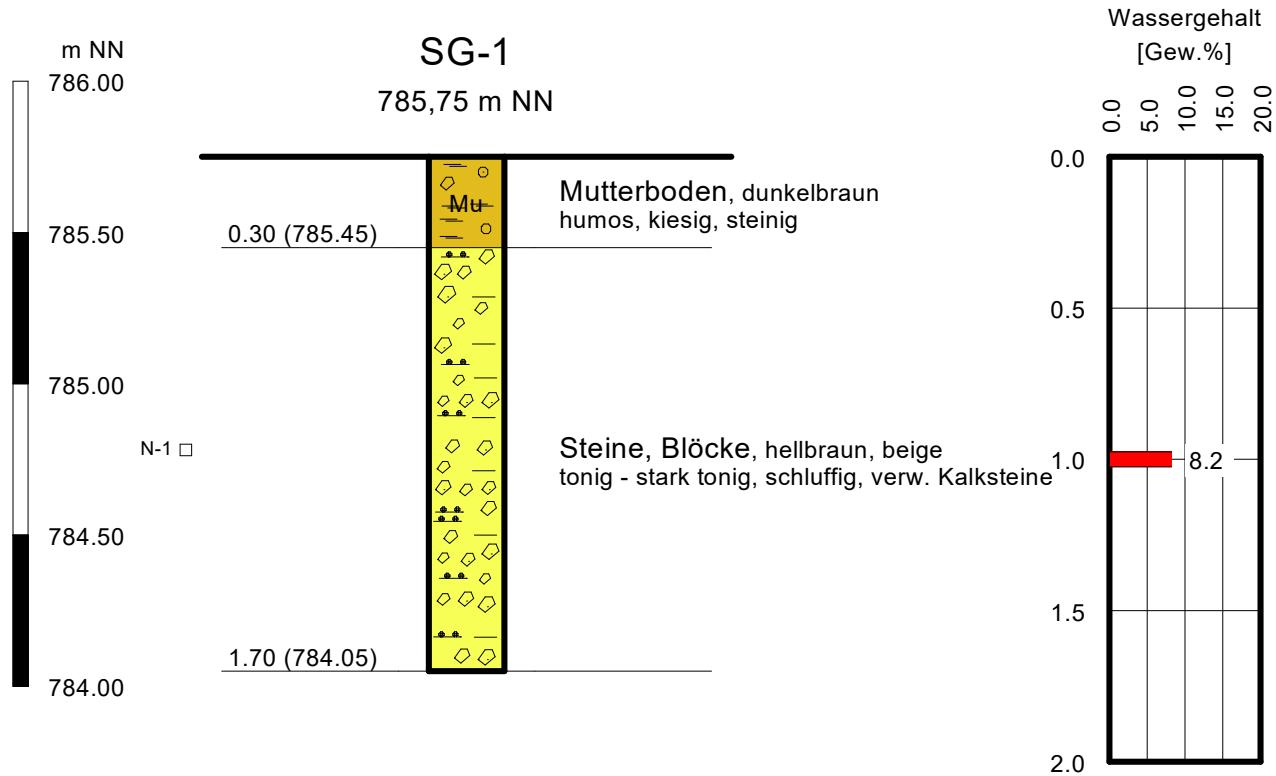 m NN
786.00
785.50
785.00
784.50
784.00
SG-1
785,75 m NN
Mu
0.30 (785.45)
1.70 (784.05)
N-1
Mutterboden, dunkelbraun
humos, kiesig, steinig
Steine, Blöcke, hellbraun, beige
tonig - stark tonig, schluffig, verw. Kalksteine
Wassergehalt
[Gew.%]
0.0
5.0
10.0
15.0
20.0
0.0
0.5
1.0
1.5
2.0
8.2